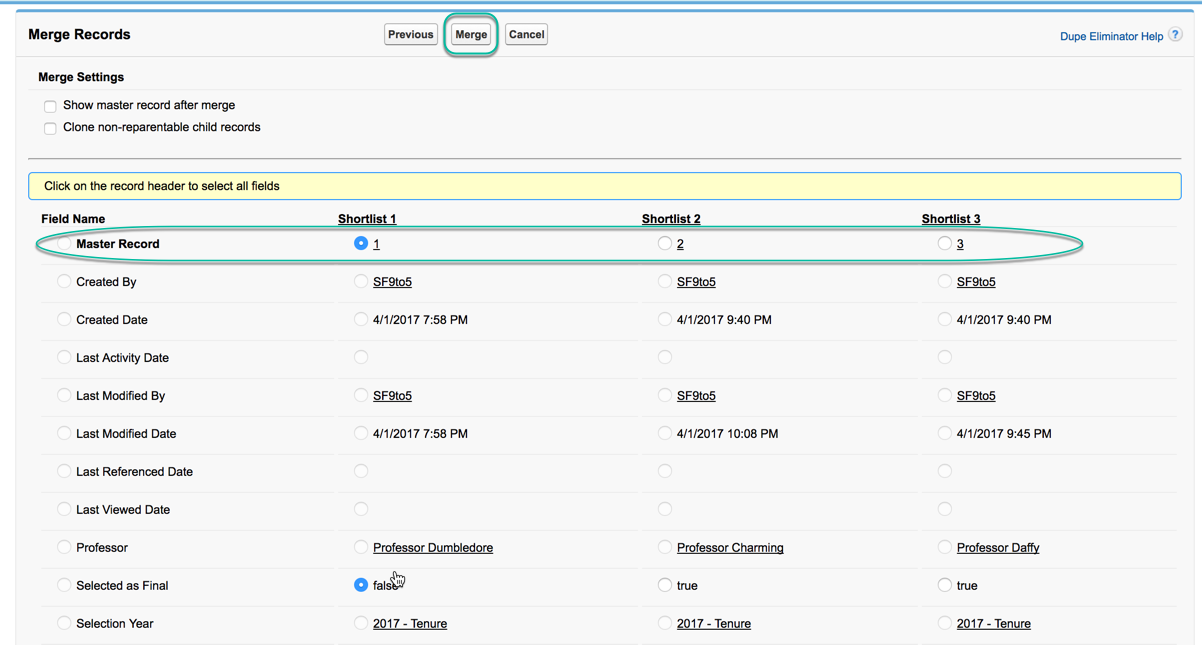 Merge Records Previous Merge Cancel Dupe Eliminator Help ?
Merge Settings
Show master record after merge
Clone non-reparentable child records
Click on the record header to select all fields
Field Name Shortlist 1 Shortlist 2 Shortlist 3
Master Record 1 2 3
Created By SF9to5 SF9to5 SF9to5
Created Date 4/1/2017 7:58 PM 4/1/2017 9:40 PM 4/1/2017 9:40 PM
Last Activity Date
Last Modified By SF9to5 SF9to5 SF9to5
Last Modified Date 4/1/2017 7:58 PM 4/1/2017 10:08 PM 4/1/2017 9:45 PM
Last Referenced Date
Last Viewed Date
Professor Professor Dumbledore Professor Charming Professor Daffy
Selected as Final false true true
Selection Year 2017 - Tenure 2017 - Tenure 2017 - Tenure